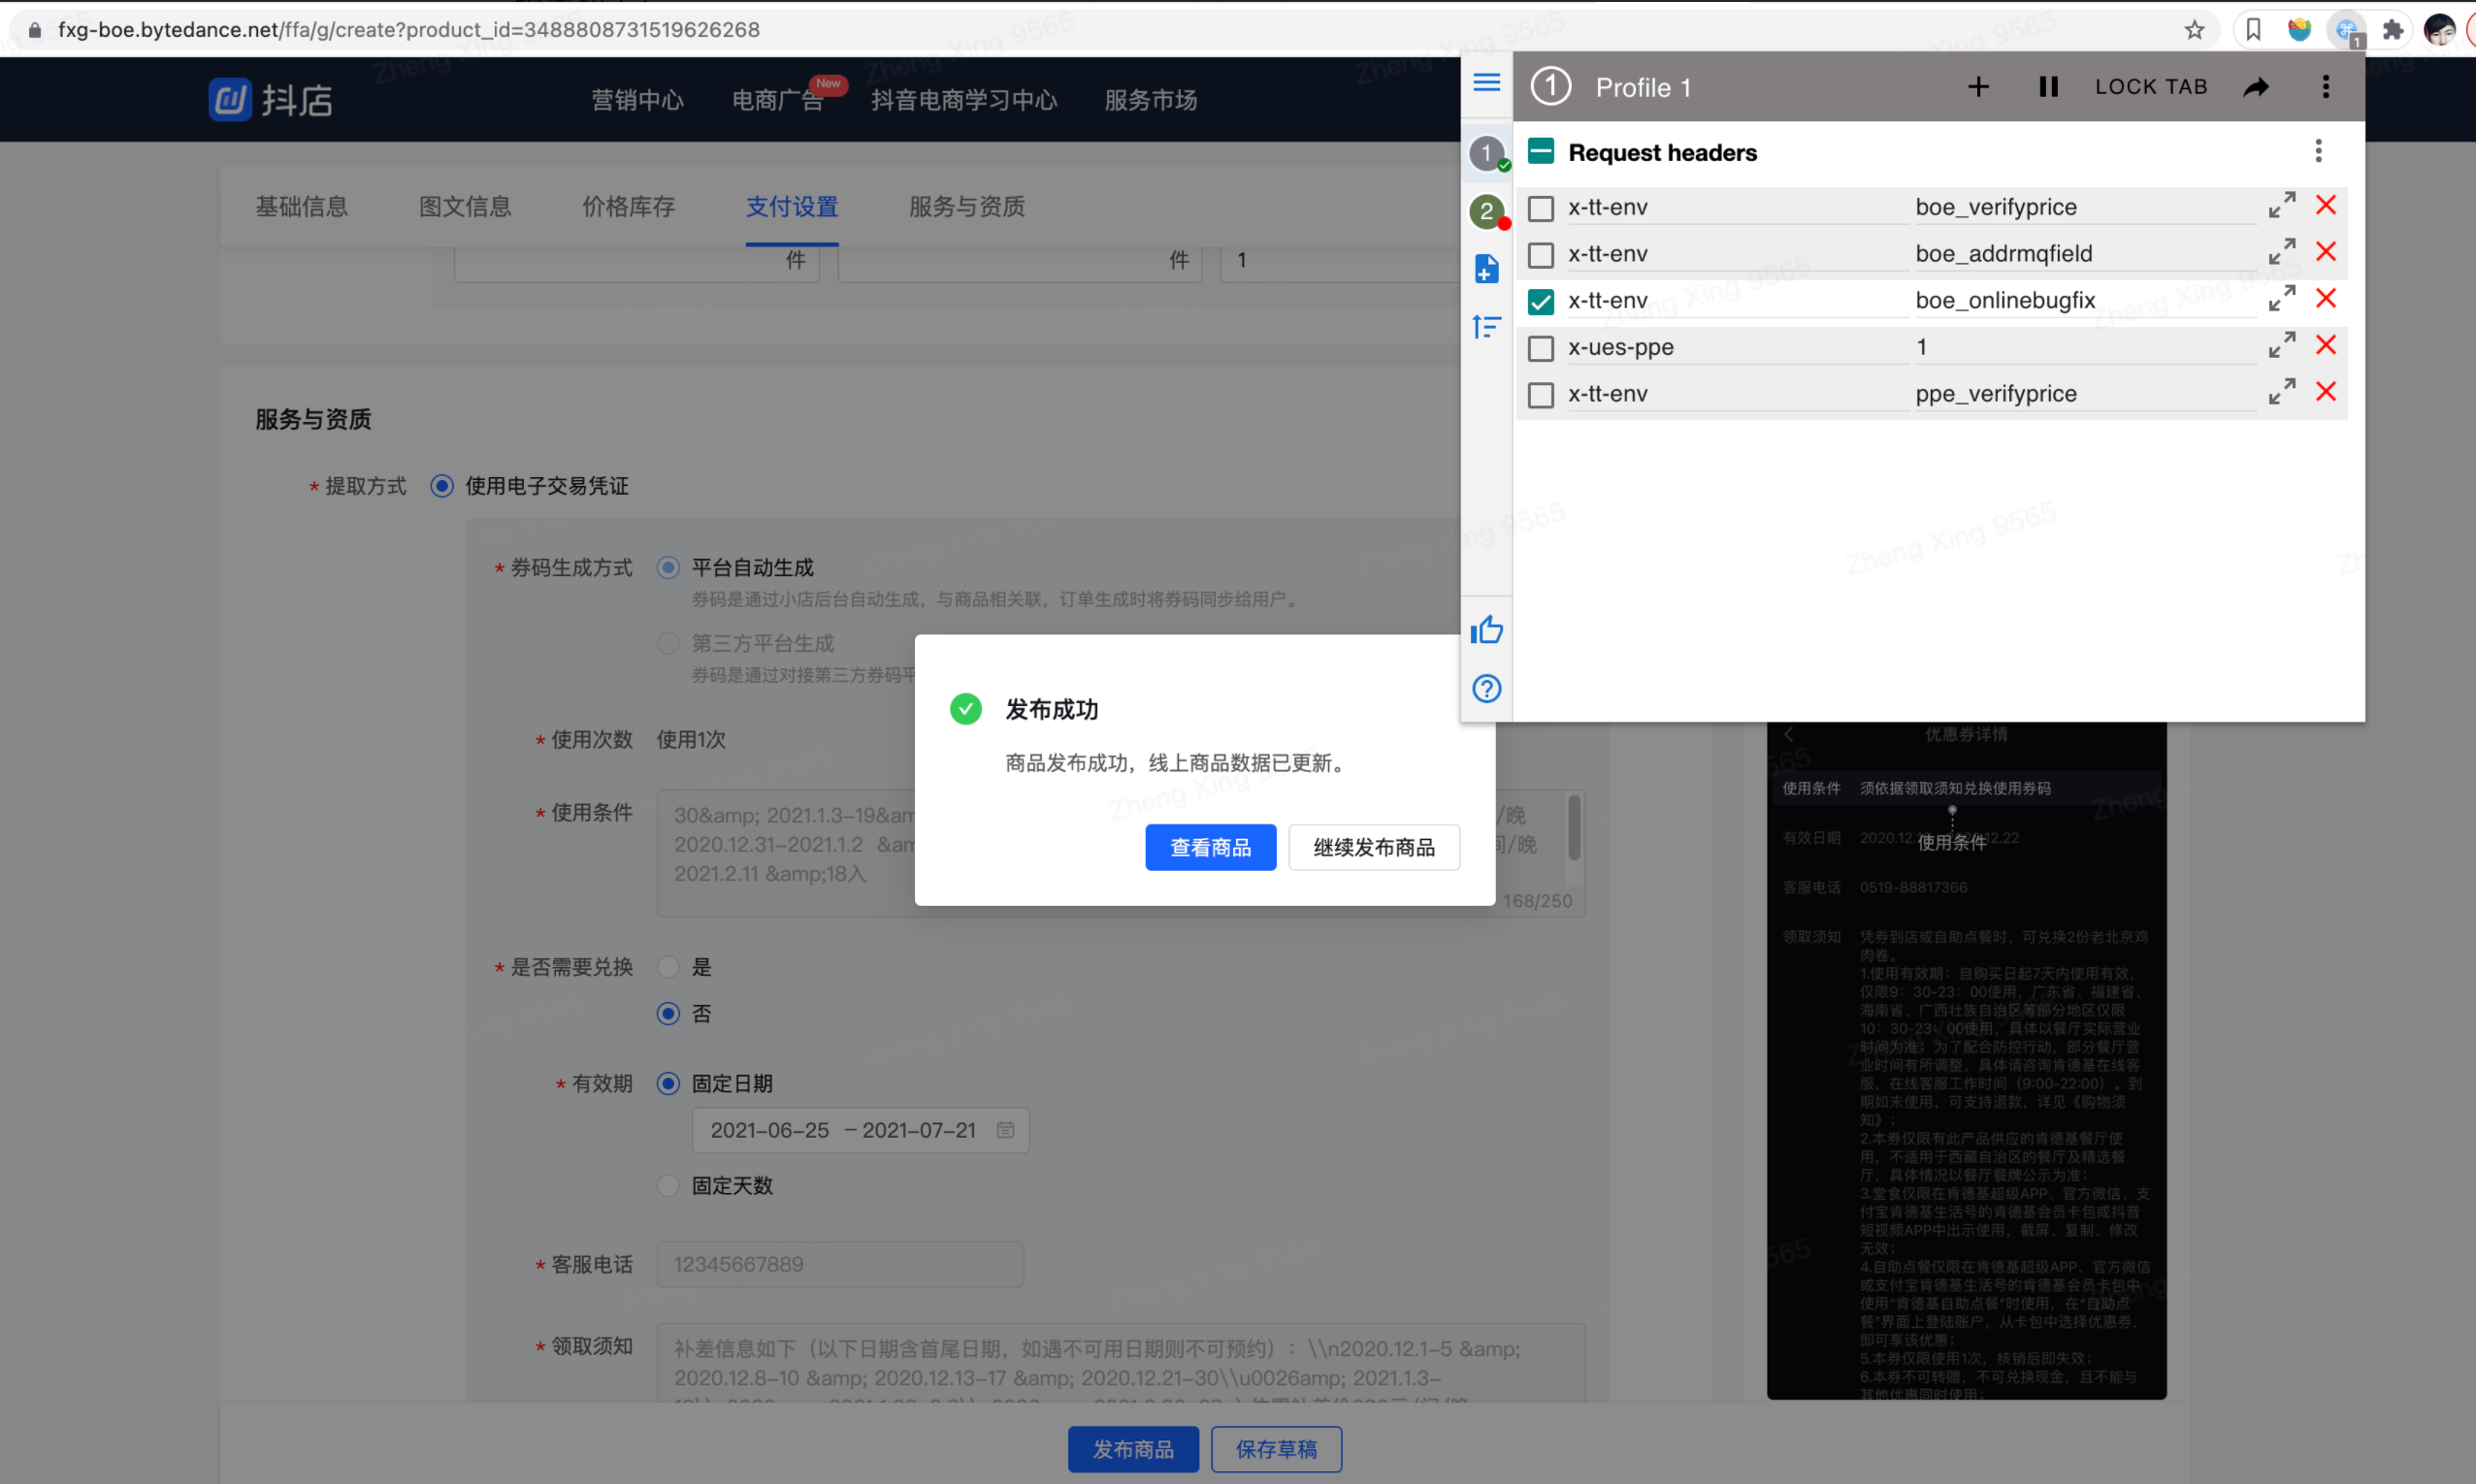 fxg-boe.bytedance.net/ffa/g/create?product_id=3488808731519626268
1
抖店
营销中心
电商广告
New
抖音电商学习中心
服务市场
1
Profile 1
LOCK TAB
1
2
Request headers
x-tt-env boe_verifyprice
x-tt-env boe_addrmqfield
x-tt-env boe_onlinebugfix
x-ues-ppe 1
x-tt-env ppe_verifyprice
基础信息
图文信息
价格库存
支付设置
服务与资质
件
件
1
服务与资质
* 提取方式
使用电子交易凭证
* 券码生成方式
平台自动生成
券码是通过小店后台自动生成，与商品相关联，订单生成时将券码同步给用户。
第三方平台生成
券码是通过对接第三方券码平
* 使用次数
使用1次
* 使用条件
30&amp; 2021.1.3-19&am
/晚
2020.12.31-2021.1.2 &am
/晚
2021.2.11 &amp;18入
168/250
发布成功
商品发布成功，线上商品数据已更新。
查看商品
继续发布商品
* 是否需要兑换
是
否
* 有效期
固定日期
2021-06-25 - 2021-07-21
固定天数
* 客服电话
12345667889
* 领取须知
补差信息如下（以下日期含首尾日期，如遇不可用日期则不可预约）：\\n2020.12.1-5 &amp;
2020.12.8-10 &amp; 2020.12.13-17 &amp; 2020.12.21-30\\u0026amp; 2021.1.3-
发布商品
保存草稿
优惠券详情
使用条件 须依据领取须知兑换使用券码
有效日期
使用条件
客服电话 0519-88817366
领取须知 凭券到店或自助点餐时，可兑换2份老北京鸡
肉卷。
1.使用有效期：自购买日起7天内使用有效，
仅限9：30-23：00使用，广东省、福建省、
海南省、广西壮族自治区等部分地区仅限
10：30-23：00使用，具体以餐厅实际营业
时间为准；为了配合防控行动，部分餐厅营
业时间有所调整，具体请咨询肯德基在线客
服，在线客服工作时间（9:00-22:00）。到
期如未使用，可支持退款，详见《购物须
知》；
2.本券仅限有此产品供应的肯德基餐厅使
用，不适用于西藏自治区的餐厅及精选餐
厅，具体情况以餐厅餐牌公示为准；
3.堂食仅限在肯德基超级APP、官方微信、支
付宝肯德基生活号的肯德基会员卡包或抖音
短视频APP中出示使用，截屏、复制、修改
无效；
4.自助点餐仅限在肯德基超级APP、官方微信
或支付宝肯德基生活号的肯德基会员卡包中
使用“肯德基自助点餐”时使用，在“自助点
餐”界面上登陆账户，从卡包中选择优惠券，
即可享该优惠；
5.本券仅限使用1次，核销后即失效；
6.本券不可转赠，不可兑换现金，且不能与
其他优惠同时使用；
Zheng Xing 9565